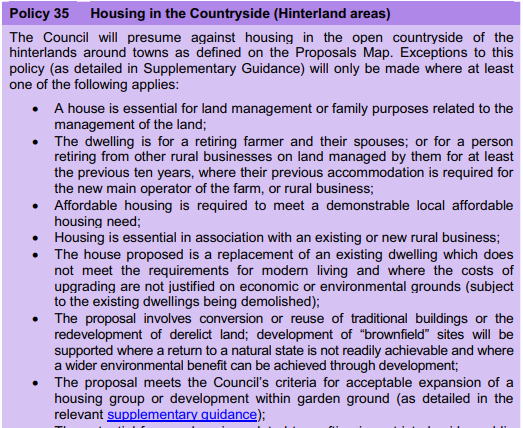 Policy 35 Housing in the Countryside (Hinterland areas)
The Council will presume against housing in the open countryside of the
hinterlands around towns as defined on the Proposals Map. Exceptions to this
policy (as detailed in Supplementary Guidance) will only be made where at least
one of the following applies:
• A house is essential for land management or family purposes related to the
management of the land;
• The dwelling is for a retiring farmer and their spouses; or for a person
retiring from other rural businesses on land managed by them for at least
the previous ten years, where their previous accommodation is required for
the new main operator of the farm, or rural business;
• Affordable housing is required to meet a demonstrable local affordable
housing need;
• Housing is essential in association with an existing or new rural business;
• The house proposed is a replacement of an existing dwelling which does
not meet the requirements for modern living and where the costs of
upgrading are not justified on economic or environmental grounds (subject
to the existing dwellings being demolished);
• The proposal involves conversion or reuse of traditional buildings or the
redevelopment of derelict land; development of “brownfield” sites will be
supported where a return to a natural state is not readily achievable and where
a wider environmental benefit can be achieved through development;
• The proposal meets the Council's criteria for acceptable expansion of a
housing group or development within garden ground (as detailed in the
relevant supplementary guidance);